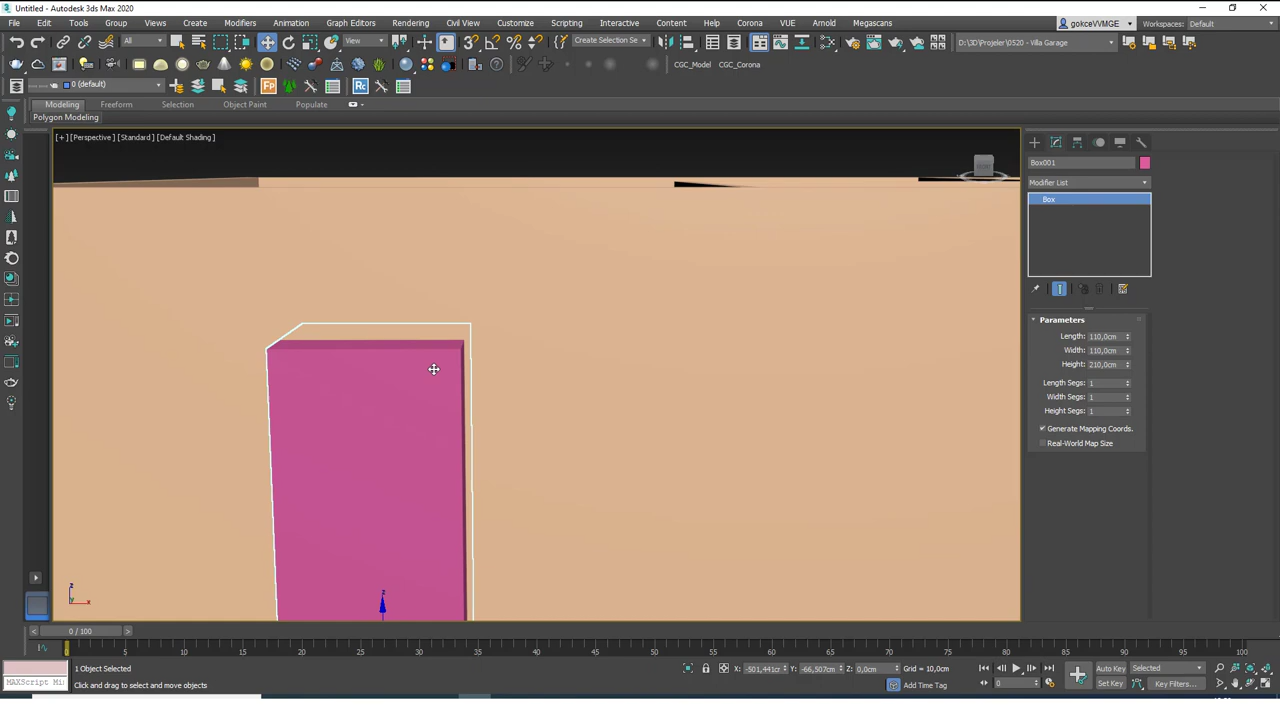 Untitled - Autodesk 3ds Max 2020
File Edit Tools Group Views Create Modifiers Animation Graph Editors Rendering Civil View Customize Scripting Interactive Content Help Corona VUE Arnold Megascans
gokceVVMGE Workspaces: Default
All View Create Selection Se D:\3D\Projeler\0520 - Villa Garage
CGC_Model CGC_Corona
0 (default) Fp Rc
Modeling Freeform Selection Object Paint Populate
Polygon Modeling
[+] [Perspective] [Standard] [Default Shading]
FRONT
Box001
Modifier List
Box
Parameters
Length: 110,0cm
Width: 110,0cm
Height: 210,0cm
Length Segs: 1
Width Segs: 1
Height Segs: 1
Generate Mapping Coords.
Real-World Map Size
z
z
y x
< 0 / 100 >
0 5 10 15 20 25 30 35 40 45 50 55 60 65 70 75 80 85 90 95 100
1 Object Selected X: -501,441cr Y: -66,507cm Z: 0,0cm Grid = 10,0cm Auto Key Selected
MAXScript Mi: Click and drag to select and move objects Add Time Tag 0 Set Key Key Filters...